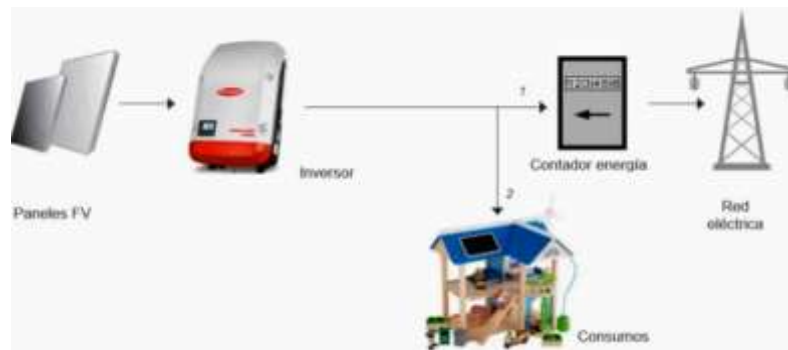 1
Contador energía
Inversor
2
Paneles FV
Red
eléctrica
Consumos